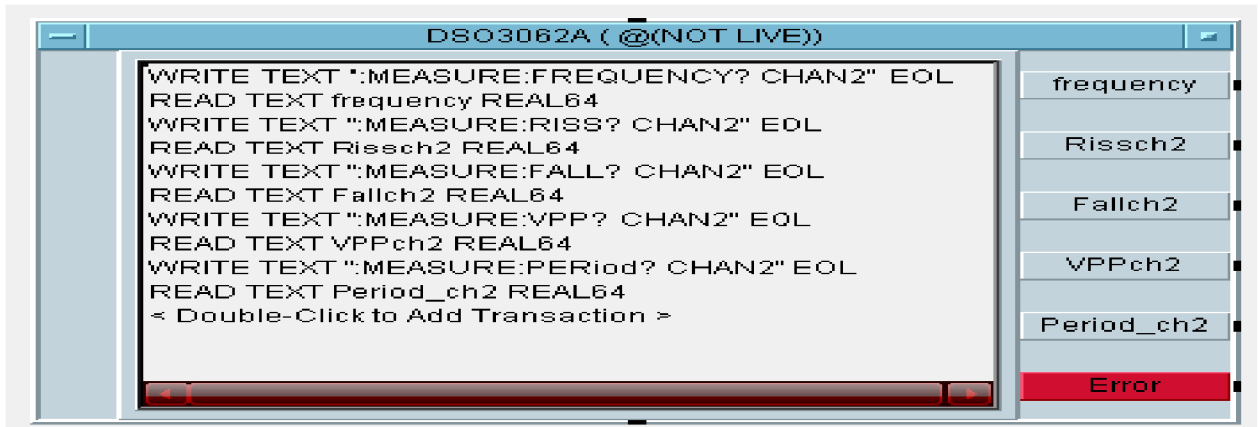 DSO3062A ( @(NOT LIVE))
WRITE TEXT ":MEASURE:FREQUENCY? CHAN2" EOL
READ TEXT frequency REAL64
WRITE TEXT ":MEASURE:RISS? CHAN2" EOL
READ TEXT Rissch2 REAL64
WRITE TEXT ":MEASURE:FALL? CHAN2" EOL
READ TEXT Fallch2 REAL64
WRITE TEXT ":MEASURE:VPP? CHAN2" EOL
READ TEXT VPPch2 REAL64
WRITE TEXT ":MEASURE:PERiod? CHAN2" EOL
READ TEXT Period_ch2 REAL64
< Double-Click to Add Transaction >
frequency
Rissch2
Fallch2
VPPch2
Period_ch2
Error